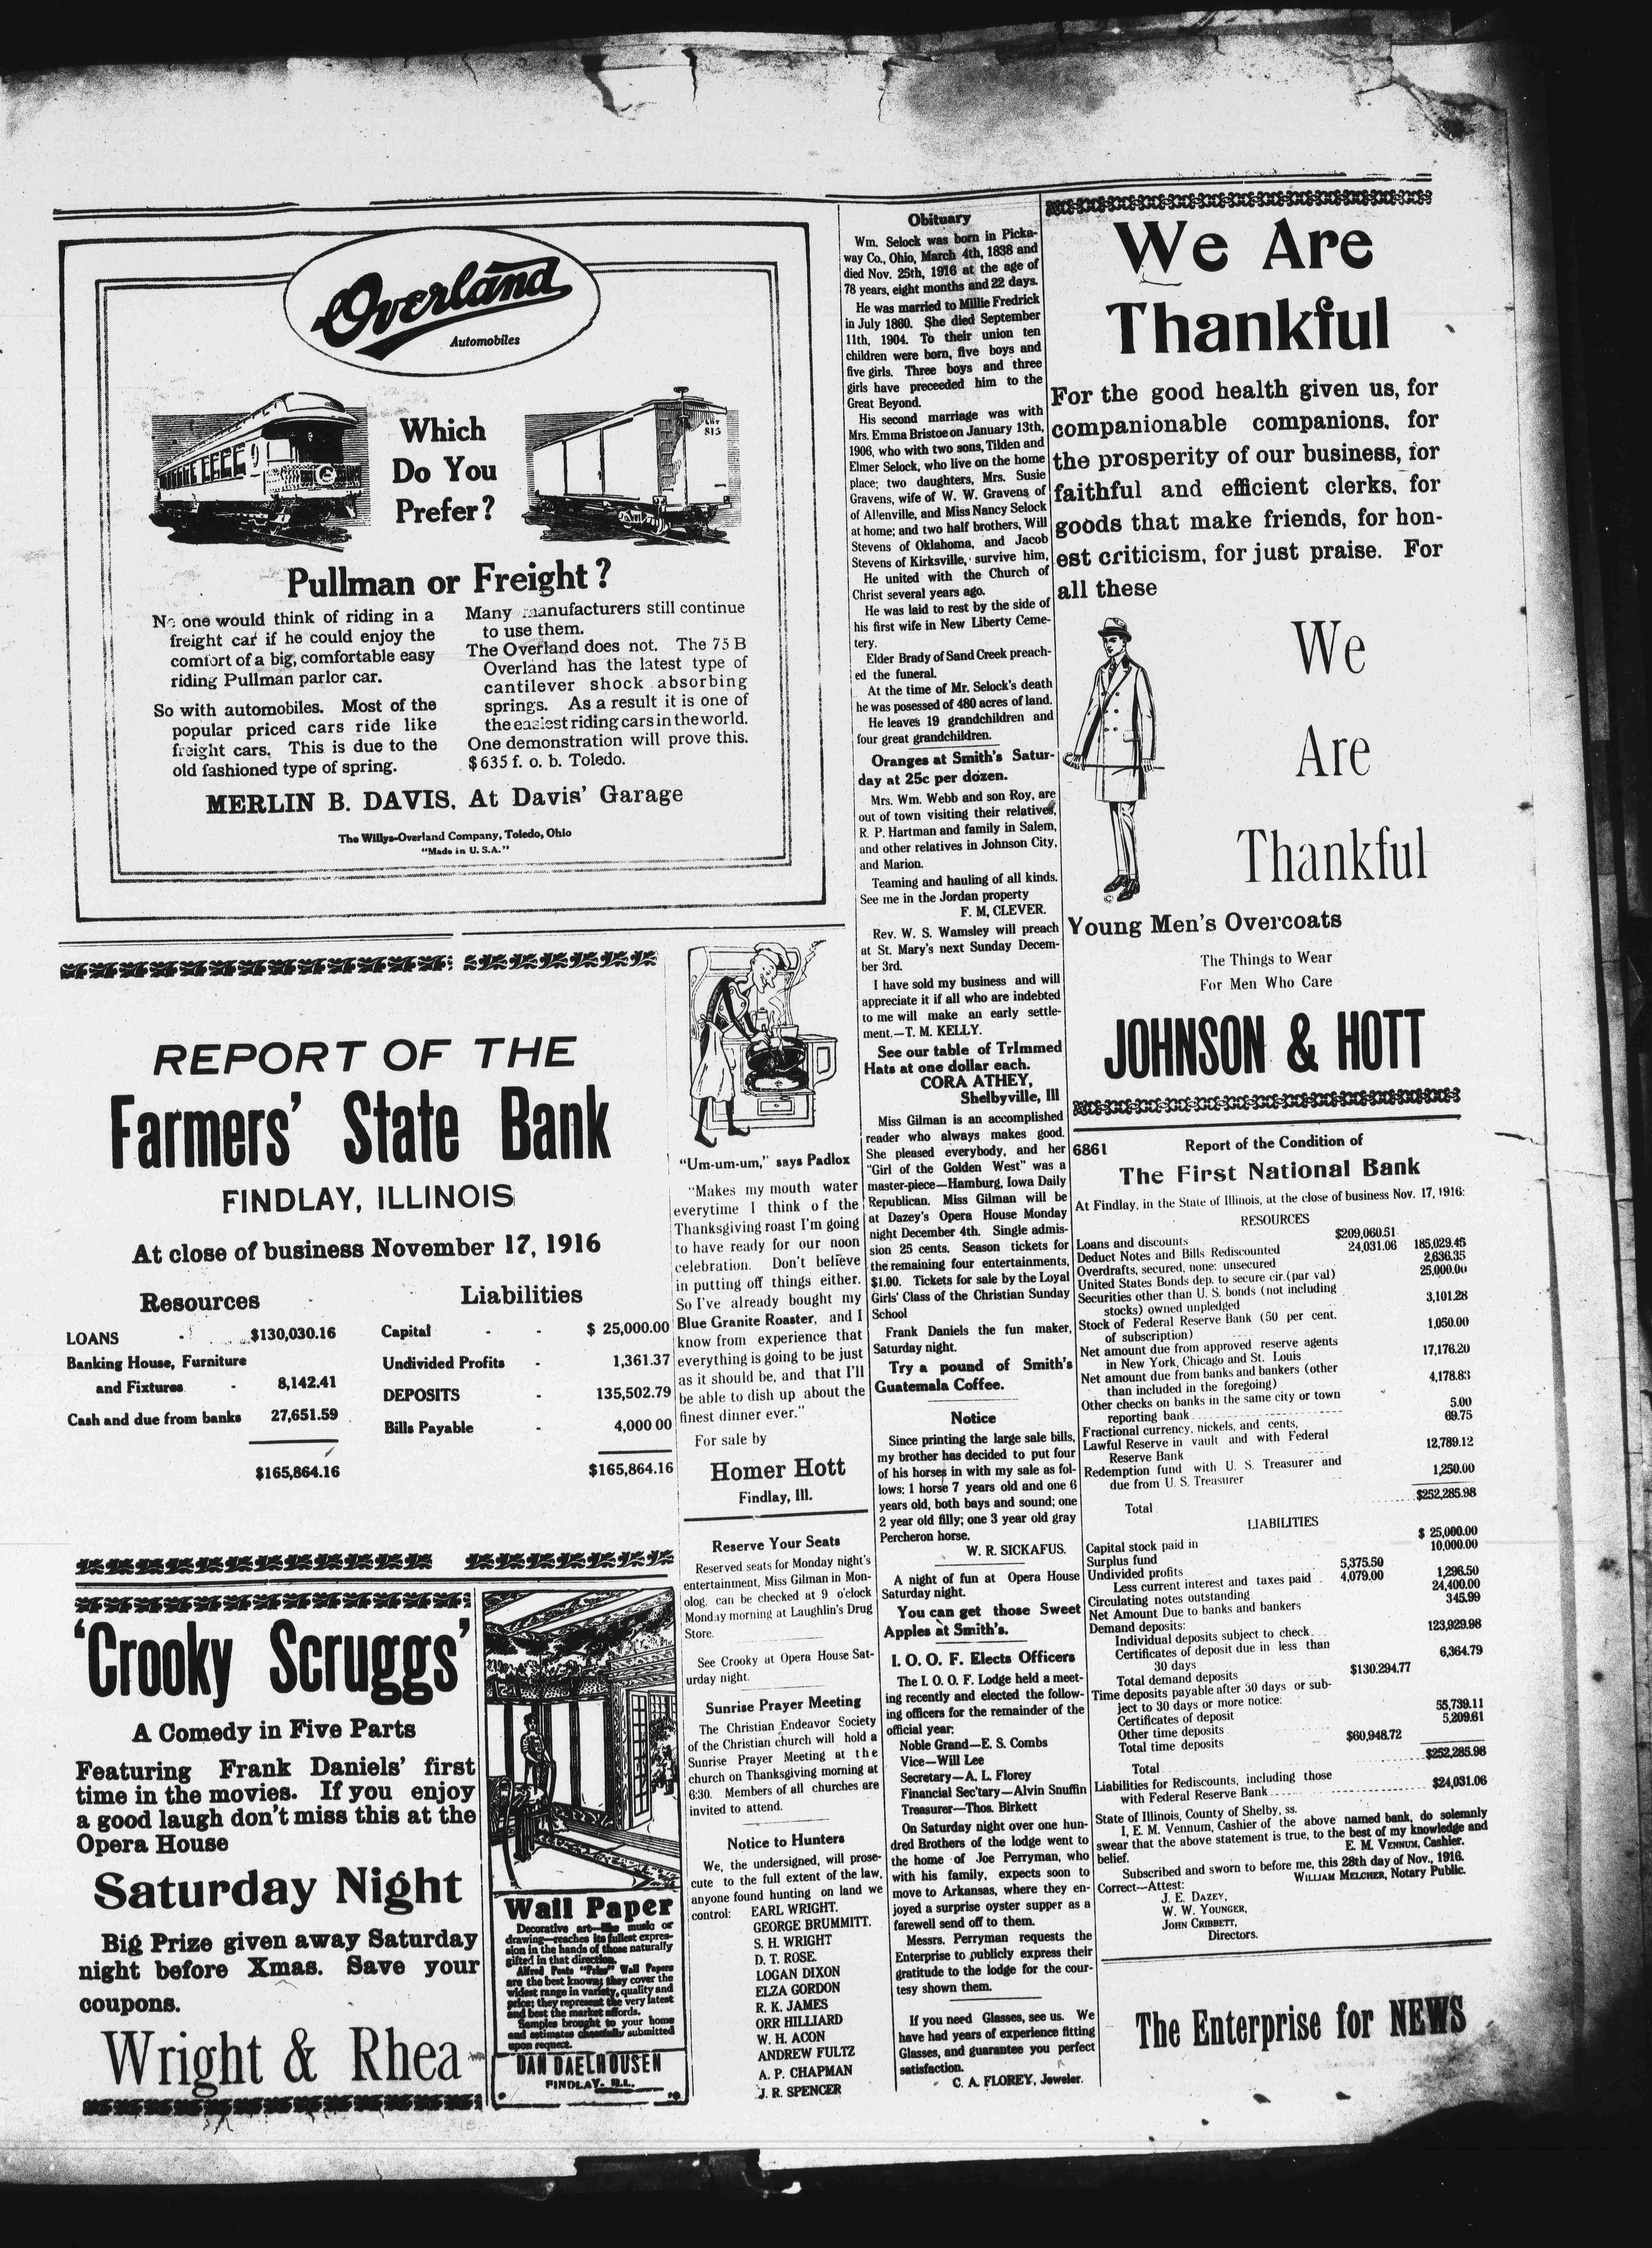 Overland
Automobiles
LOT
815
Which
Do You
Prefer?
Pullman or Freight?
No one would think of riding in a
freight car if he could enjoy the
comfort of a big, comfortable easy
riding Pullman parlor car.
So with automobiles. Most of the
popular priced cars ride like
freight cars. This is due to the
old fashioned type of spring.
Many manufacturers still continue
to use them.
The Overland does not. The 75 B
Overland has the latest type of
cantilever shock absorbing
springs. As a result it is one of
the easiest riding cars in the world.
One demonstration will prove this.
$635 f. o. b. Toledo.
MERLIN B. DAVIS, At Davis' Garage
The Willys-Overland Company, Toledo, Ohio
"Made in U. S. A."
REPORT OF THE
Farmers' State Bank
FINDLAY, ILLINOIS
At close of business November 17, 1916
Resources
LOANS - $130,030.16
Banking House, Furniture
and Fixtures - 8,142.41
Cash and due from banks 27,651.59
$165,864.16
Liabilities
Capital - - $ 25,000.00
Undivided Profits - 1,361.37
DEPOSITS - 135,502.79
Bills Payable - 4,000 00
$165,864.16
'Crooky Scruggs'
A Comedy in Five Parts
Featuring Frank Daniels' first
time in the movies. If you enjoy
a good laugh don't miss this at the
Opera House
Saturday Night
Big Prize given away Saturday
night before Xmas. Save your
coupons.
Wright & Rhea
Wall Paper
Decorative art—like music or
drawing—reaches its fullest expres-
sion in the hands of those naturally
gifted in that direction.
Alfred Peats "Prize" Wall Papers
are the best known; they cover the
widest range in variety, quality and
price; they represent the very latest
and best the market affords.
Samples brought to your home
and estimates cheerfully submitted
upon request.
DAN DAELHOUSEN
FINDLAY, ILL.
"Um-um-um," says Padlox
"Makes my mouth water
everytime I think of the
Thanksgiving roast I'm going
to have ready for our noon
celebration. Don't believe
in putting off things either.
So I've already bought my
Blue Granite Roaster, and I
know from experience that
everything is going to be just
as it should be, and that I'll
be able to dish up about the
finest dinner ever."
For sale by
Homer Hott
Findlay, Ill.
Reserve Your Seats
Reserved seats for Monday night's
entertainment, Miss Gilman in Mon-
olog, can be checked at 9 o'clock
Monday morning at Laughlin's Drug
Store.
See Crooky at Opera House Sat-
urday night.
Sunrise Prayer Meeting
The Christian Endeavor Society
of the Christian church will hold a
Sunrise Prayer Meeting at the
church on Thanksgiving morning at
6:30. Members of all churches are
invited to attend.
Notice to Hunters
We, the undersigned, will prose-
cute to the full extent of the law,
anyone found hunting on land we
control: EARL WRIGHT.
GEORGE BRUMMITT.
S. H. WRIGHT
D. T. ROSE.
LOGAN DIXON
ELZA GORDON
R. K. JAMES
ORR HILLIARD
W. H. ACON
ANDREW FULTZ
A. P. CHAPMAN
J. R. SPENCER
Obituary
Wm. Selock was born in Picka-
way Co., Ohio, March 4th, 1838 and
died Nov. 25th, 1916 at the age of
78 years, eight months and 22 days.
He was married to Millie Fredrick
in July 1860. She died September
11th, 1904. To their union ten
children were born, five boys and
five girls. Three boys and three
girls have preceeded him to the
Great Beyond.
His second marriage was with
Mrs. Emma Bristoe on January 13th,
1906, who with two sons, Tilden and
Elmer Selock, who live on the home
place; two daughters, Mrs. Susie
Gravens, wife of W. W. Gravens of
of Allenville, and Miss Nancy Selock
at home; and two half brothers, Will
Stevens of Oklahoma, and Jacob
Stevens of Kirksville, survive him,
He united with the Church of
Christ several years ago.
He was laid to rest by the side of
his first wife in New Liberty Ceme-
tery.
Elder Brady of Sand Creek preach-
ed the funeral.
At the time of Mr. Selock's death
he was posessed of 480 acres of land.
He leaves 19 grandchildren and
four great grandchildren.
Oranges at Smith's Satur-
day at 25c per dozen.
Mrs. Wm. Webb and son Roy, are
out of town visiting their relatives,
R. P. Hartman and family in Salem,
and other relatives in Johnson City,
and Marion.
Teaming and hauling of all kinds.
See me in the Jordan property
F. M, CLEVER.
Rev. W. S. Wamsley will preach
at St. Mary's next Sunday Decem-
ber 3rd.
I have sold my business and will
appreciate it if all who are indebted
to me will make an early settle-
ment.—T. M. KELLY.
See our table of Trimmed
Hats at one dollar each.
CORA ATHEY,
Shelbyville, Ill
Miss Gilman is an accomplished
reader who always makes good.
She pleased everybody, and her
"Girl of the Golden West" was a
master-piece—Hamburg, Iowa Daily
Republican. Miss Gilman will be
at Dazey's Opera House Monday
night December 4th. Single admis-
sion 25 cents. Season tickets for
the remaining four entertainments,
$1.00. Tickets for sale by the Loyal
Girls' Class of the Christian Sunday
School
Frank Daniels the fun maker,
Saturday night.
Try a pound of Smith's
Guatemala Coffee.
Notice
Since printing the large sale bills,
my brother has decided to put four
of his horses in with my sale as fol-
lows: 1 horse 7 years old and one 6
years old, both bays and sound; one
2 year old filly; one 3 year old gray
Percheron horse.
W. R. SICKAFUS.
A night of fun at Opera House
Saturday night.
You can get those Sweet
Apples at Smith's.
I. O. O. F. Elects Officers
The I. O. O. F. Lodge held a meet-
ing recently and elected the follow-
ing officers for the remainder of the
official year:
Noble Grand—E. S. Combs
Vice—Will Lee
Secretary—A. L. Florey
Financial Sec'tary—Alvin Snuffin
Treasurer—Thos. Birkett
On Saturday night over one hun-
dred Brothers of the lodge went to
the home of Joe Perryman, who
with his family, expects soon to
move to Arkansas, where they en-
joyed a surprise oyster supper as a
farewell send off to them.
Messrs. Perryman requests the
Enterprise to publicly express their
gratitude to the lodge for the cour-
tesy shown them.
If you need Glasses, see us. We
have had years of experience fitting
Glasses, and guarantee you perfect
satisfaction.
C. A. FLOREY, Jeweler.
We Are
Thankful
For the good health given us, for
companionable companions, for
the prosperity of our business, for
faithful and efficient clerks, for
goods that make friends, for hon-
est criticism, for just praise. For
all these
We
Are
Thankful
Young Men's Overcoats
The Things to Wear
For Men Who Care
JOHNSON & HOTT
6861 Report of the Condition of
The First National Bank
At Findlay, in the State of Illinois, at the close of business Nov. 17, 1916:
RESOURCES
Loans and discounts $209,060.51
Deduct Notes and Bills Rediscounted 24,031.06 185,029.45
Overdrafts, secured, none: unsecured 2,636.35
United States Bonds dep. to secure cir. (par val) 25,000.00
Securities other than U. S. bonds (not including
stocks) owned unpledged 3,101.28
Stock of Federal Reserve Bank (50 per cent.
of subscription) 1,050.00
Net amount due from approved reserve agents
in New York, Chicago and St. Louis 17,176.20
Net amount due from banks and bankers (other
than included in the foregoing) 4,178.83
Other checks on banks in the same city or town
reporting bank 5.00
Fractional currency, nickels, and cents, 69.75
Lawful Reserve in vault and with Federal
Reserve Bank 12,789.12
Redemption fund with U. S. Treasurer and
due from U. S. Treasurer 1,250.00
Total $252,285.98
LIABILITIES
Capital stock paid in $ 25,000.00
Surplus fund 10,000.00
Undivided profits 5,375.50
Less current interest and taxes paid 4,079.00 1,296.50
Circulating notes outstanding 24,400.00
Net Amount Due to banks and bankers 345.99
Demand deposits:
Individual deposits subject to check 123,929.98
Certificates of deposit due in less than
30 days 6,364.79
Total demand deposits $130.294.77
Time deposits payable after 30 days or sub-
ject to 30 days or more notice:
Certificates of deposit 55,739.11
Other time deposits 5,209.61
Total time deposits $60,948.72
Total $252,285.98
Liabilities for Rediscounts, including those
with Federal Reserve Bank $24,031.06
State of Illinois, County of Shelby, ss.
I, E. M. Vennum, Cashier of the above named bank, do solemnly
swear that the above statement is true, to the best of my knowledge and
belief. E. M. VENNUM, Cashier.
Subscribed and sworn to before me, this 28th day of Nov., 1916.
WILLIAM MELCHER, Notary Public.
Correct—Attest:
J. E. DAZEY,
W. W. YOUNGER,
JOHN CRIBBETT,
Directors.
The Enterprise for NEWS